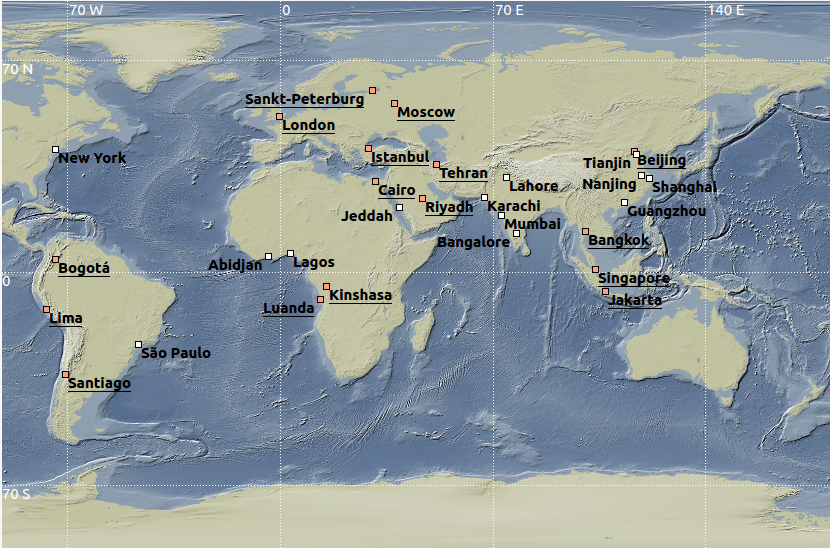 70 W
0
70 E
140 E
70 N
Sankt-Peterburg
Moscow
London
New York
Istanbul
Tianjin
Beijing
Tehran
Lahore
Nanjing
Shanghai
Cairo
Riyadh
Karachi
Guangzhou
Jeddah
Mumbai
Bangalore
Bangkok
Abidjan
Lagos
Bogotá
0
Singapore
Kinshasa
Jakarta
Luanda
Lima
São Paulo
Santiago
70 S